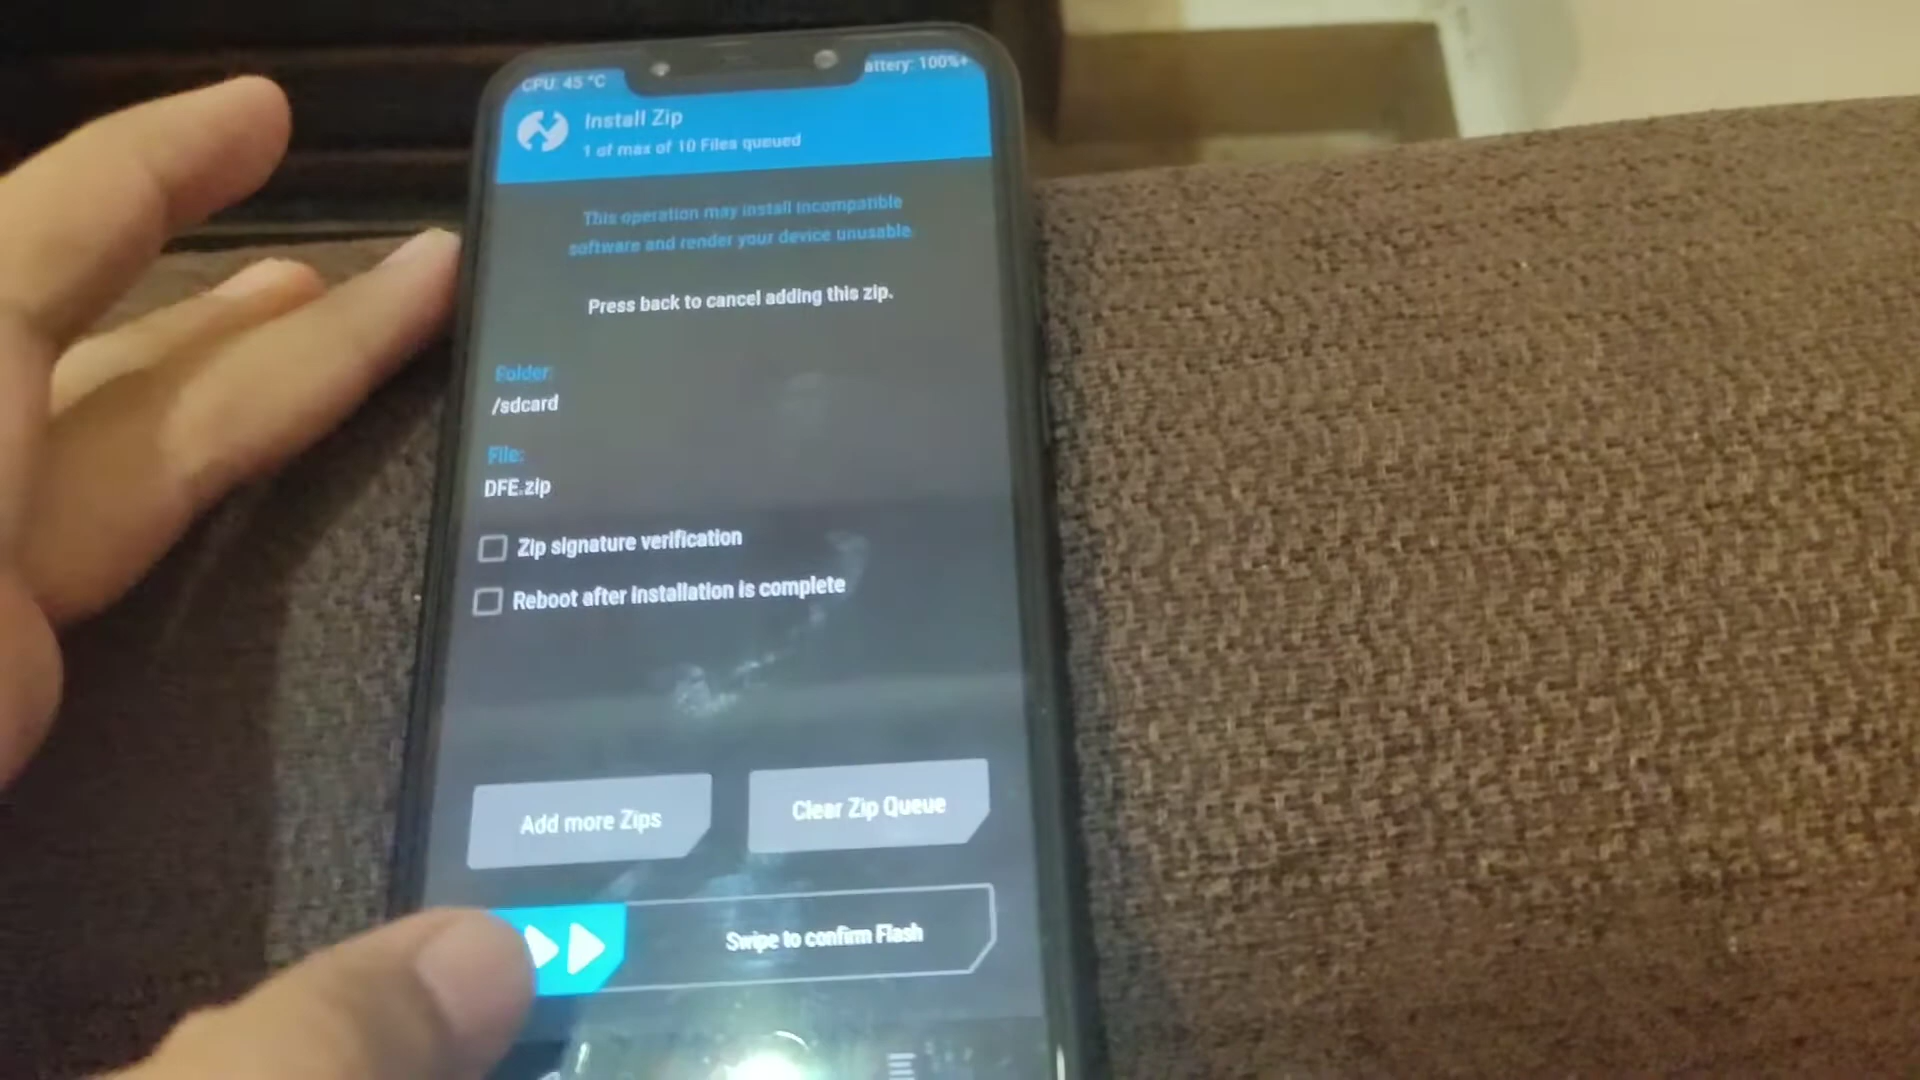 CPU: 45 °C
attery: 100%+
Install Zip
1 of max of 10 Files queued
This operation may install incompatible
software and render your device unusable.
Press back to cancel adding this zip.
Folder:
/sdcard
File:
DFE.zip
Zip signature verification
Reboot after installation is complete
Add more Zips
Clear Zip Queue
Swipe to confirm Flash